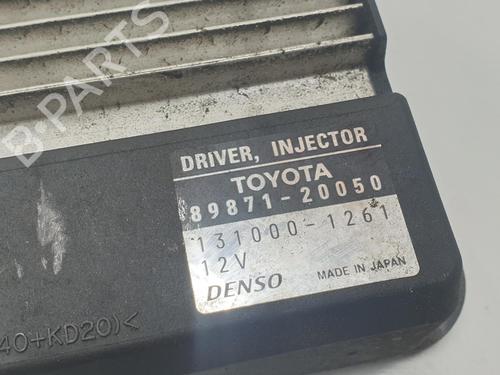 B-PARTS
DRIVER, INJECTOR
TOYOTA
89871-20050
131000-1261
12V
DENSO MADE IN JAPAN
40+KD20)<